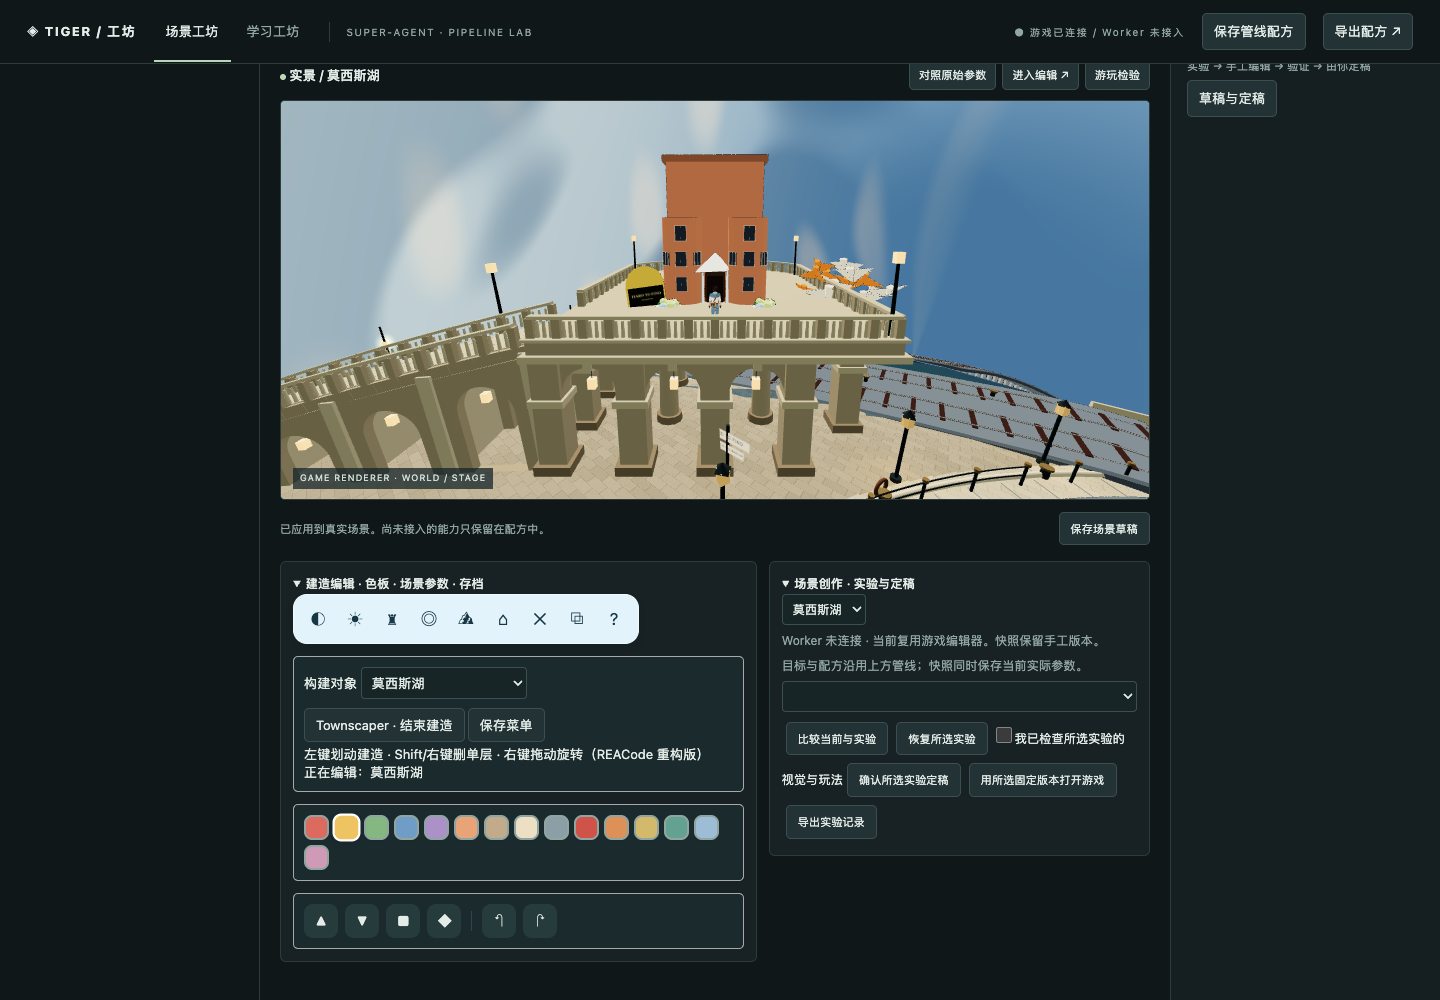 ◈ TIGER / 工坊
场景工坊
学习工坊
SUPER-AGENT · PIPELINE LAB
游戏已连接 / Worker 未接入
保存管线配方
导出配方 ↗
实景 / 莫西斯湖
对照原始参数
进入编辑 ↗
游玩检验
实验 → 手工编辑 → 验证 → 由你定稿
草稿与定稿
GAME RENDERER · WORLD / STAGE
已应用到真实场景。尚未接入的能力只保留在配方中。
保存场景草稿
▼ 建造编辑 · 色板 · 场景参数 · 存档
?
构建对象 莫西斯湖
Townscaper · 结束建造
保存菜单
左键划动建造 · Shift/右键删单层 · 右键拖动旋转（REACode 重构版）
正在编辑：莫西斯湖
▼ 场景创作 · 实验与定稿
莫西斯湖
Worker 未连接 · 当前复用游戏编辑器。快照保留手工版本。
目标与配方沿用上方管线；快照同时保存当前实际参数。
比较当前与实验
恢复所选实验
我已检查所选实验的
视觉与玩法
确认所选实验定稿
用所选固定版本打开游戏
导出实验记录